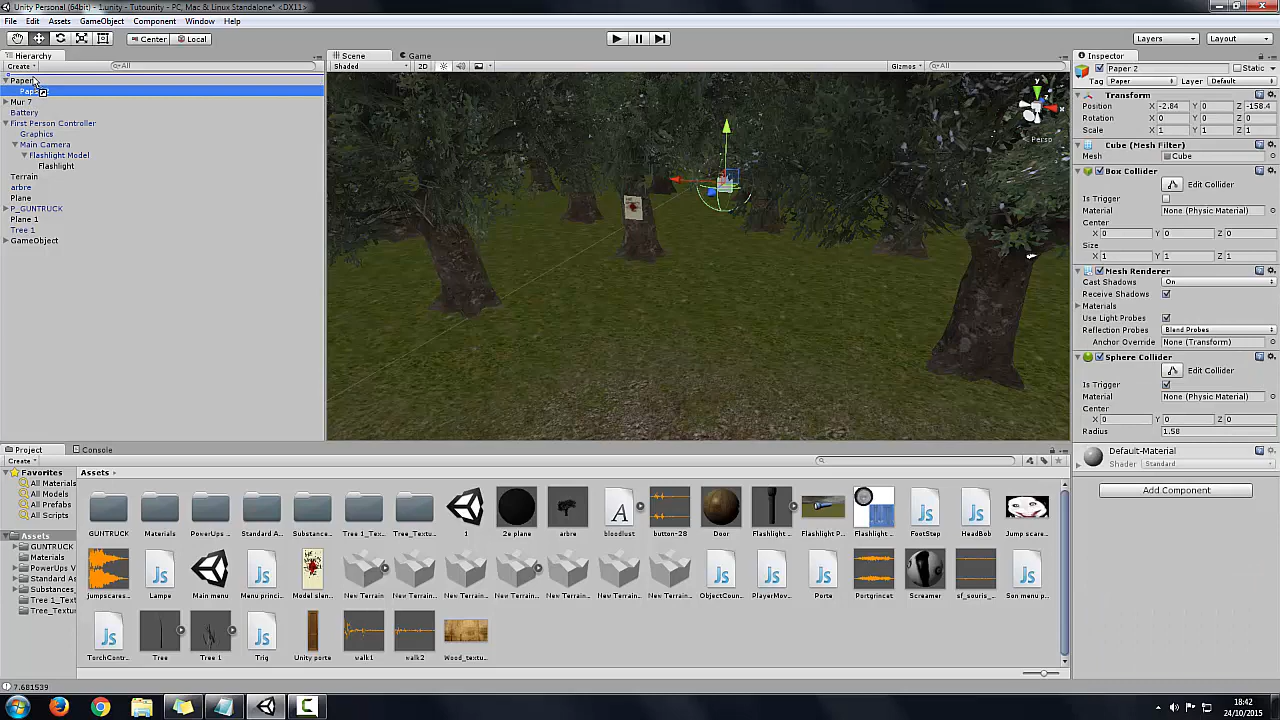 Unity Personal (64bit) - 1.unity - Tutounity - PC, Mac & Linux Standalone* <DX11>
File Edit Assets GameObject Component Window Help
Center Local Layers Layout
Hierarchy Scene Game Inspector
Create All Shaded 2D Gizmos All Paper 2 Static
Paper Tag Paper Layer Default
Transform
Mur 7 Position X -2.84 Y 0 Z -158.4
Battery Rotation X 0 Y 0 Z 0
First Person Controller Scale X 1 Y 1 Z 1
Graphics
Main Camera Persp Cube (Mesh Filter)
Flashlight Model Mesh Cube
Flashlight Box Collider
Terrain Edit Collider
arbre Is Trigger
Plane Material None (Physic Material)
P_GUNTRUCK Center
Plane 1 X 0 Y 0 Z 0
Tree 1 Size
GameObject X 1 Y 1 Z 1
Mesh Renderer
Cast Shadows On
Receive Shadows
Materials
Use Light Probes
Reflection Probes Blend Probes
Anchor Override None (Transform)
Sphere Collider
Edit Collider
Is Trigger
Material None (Physic Material)
Center
X 0 Y 0 Z 0
Radius 1.58
Default-Material
Shader Standard
Add Component
Project Console
Create
Favorites Assets
All Materials
All Models
All Prefabs
All Scripts
Assets
GUNTRUCK
Materials
PowerUps V
Standard As
Substances_
Tree 1_Text
Tree_Textu
GUNTRUCK Materials PowerUps ... Standard A... Substance... Tree 1_Text... Tree_Textu... 1 2e plane arbre bloodlust button-28 Door Flashlight ... Flashlight P... Flashlight ... FootStep HeadBob Jump scare...
jumpscares... Lampe Main menu Menu princi... Model slen... New Terrain New Terrain... New Terrain... New Terrain... New Terrain... New Terrain... ObjectCoun... PlayerMov... Porte Portgrincet Screamer sf_souris_... Son menu p...
TorchContr... Tree Tree 1 Trig Unity porte walk1 walk2 Wood_textu...
7.681539
18:42
24/10/2015